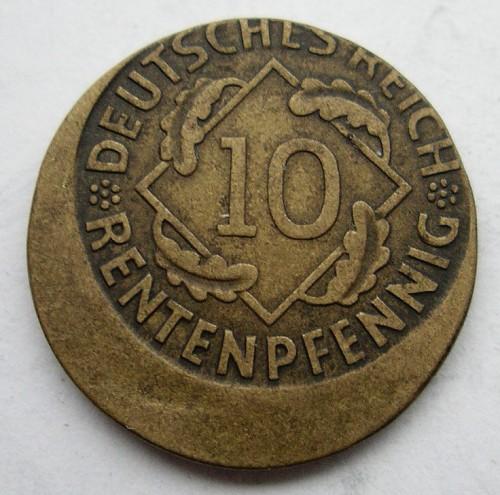 DEUTSCHES REICH
10
RENTENPFENNIG